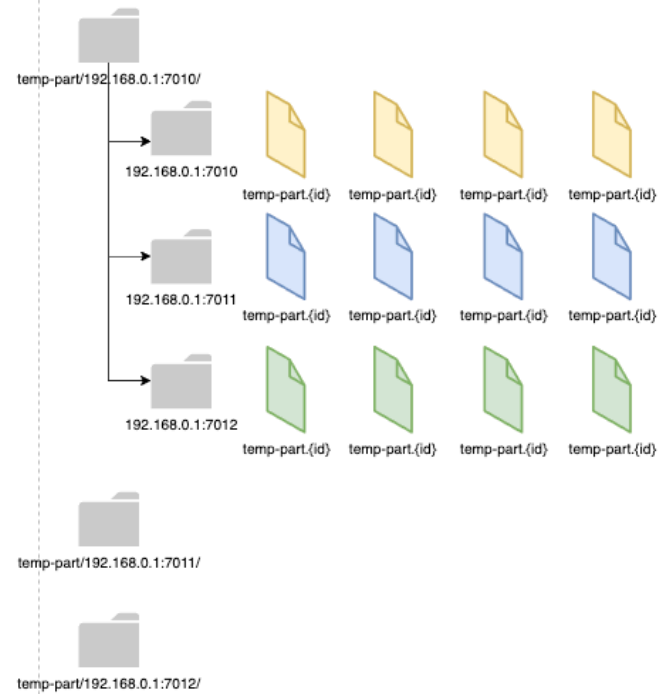 temp-part/192.168.0.1:7010/
192.168.0.1:7010
temp-part.{id} temp-part.{id} temp-part.{id} temp-part.{id}
192.168.0.1:7011
temp-part.{id} temp-part.{id} temp-part.{id} temp-part.{id}
192.168.0.1:7012
temp-part.{id} temp-part.{id} temp-part.{id} temp-part.{id}
temp-part/192.168.0.1:7011/
temp-part/192.168.0.1:7012/